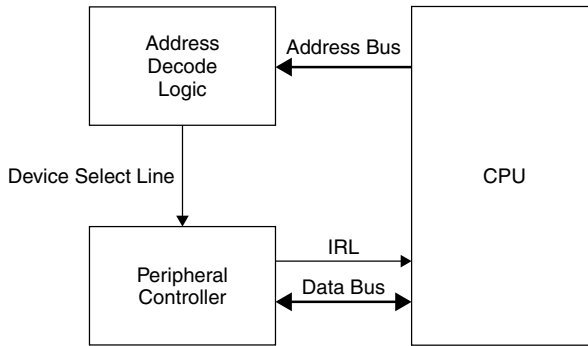 Address
Decode
Logic
Address Bus
CPU
Device Select Line
Peripheral
Controller
IRL
Data Bus